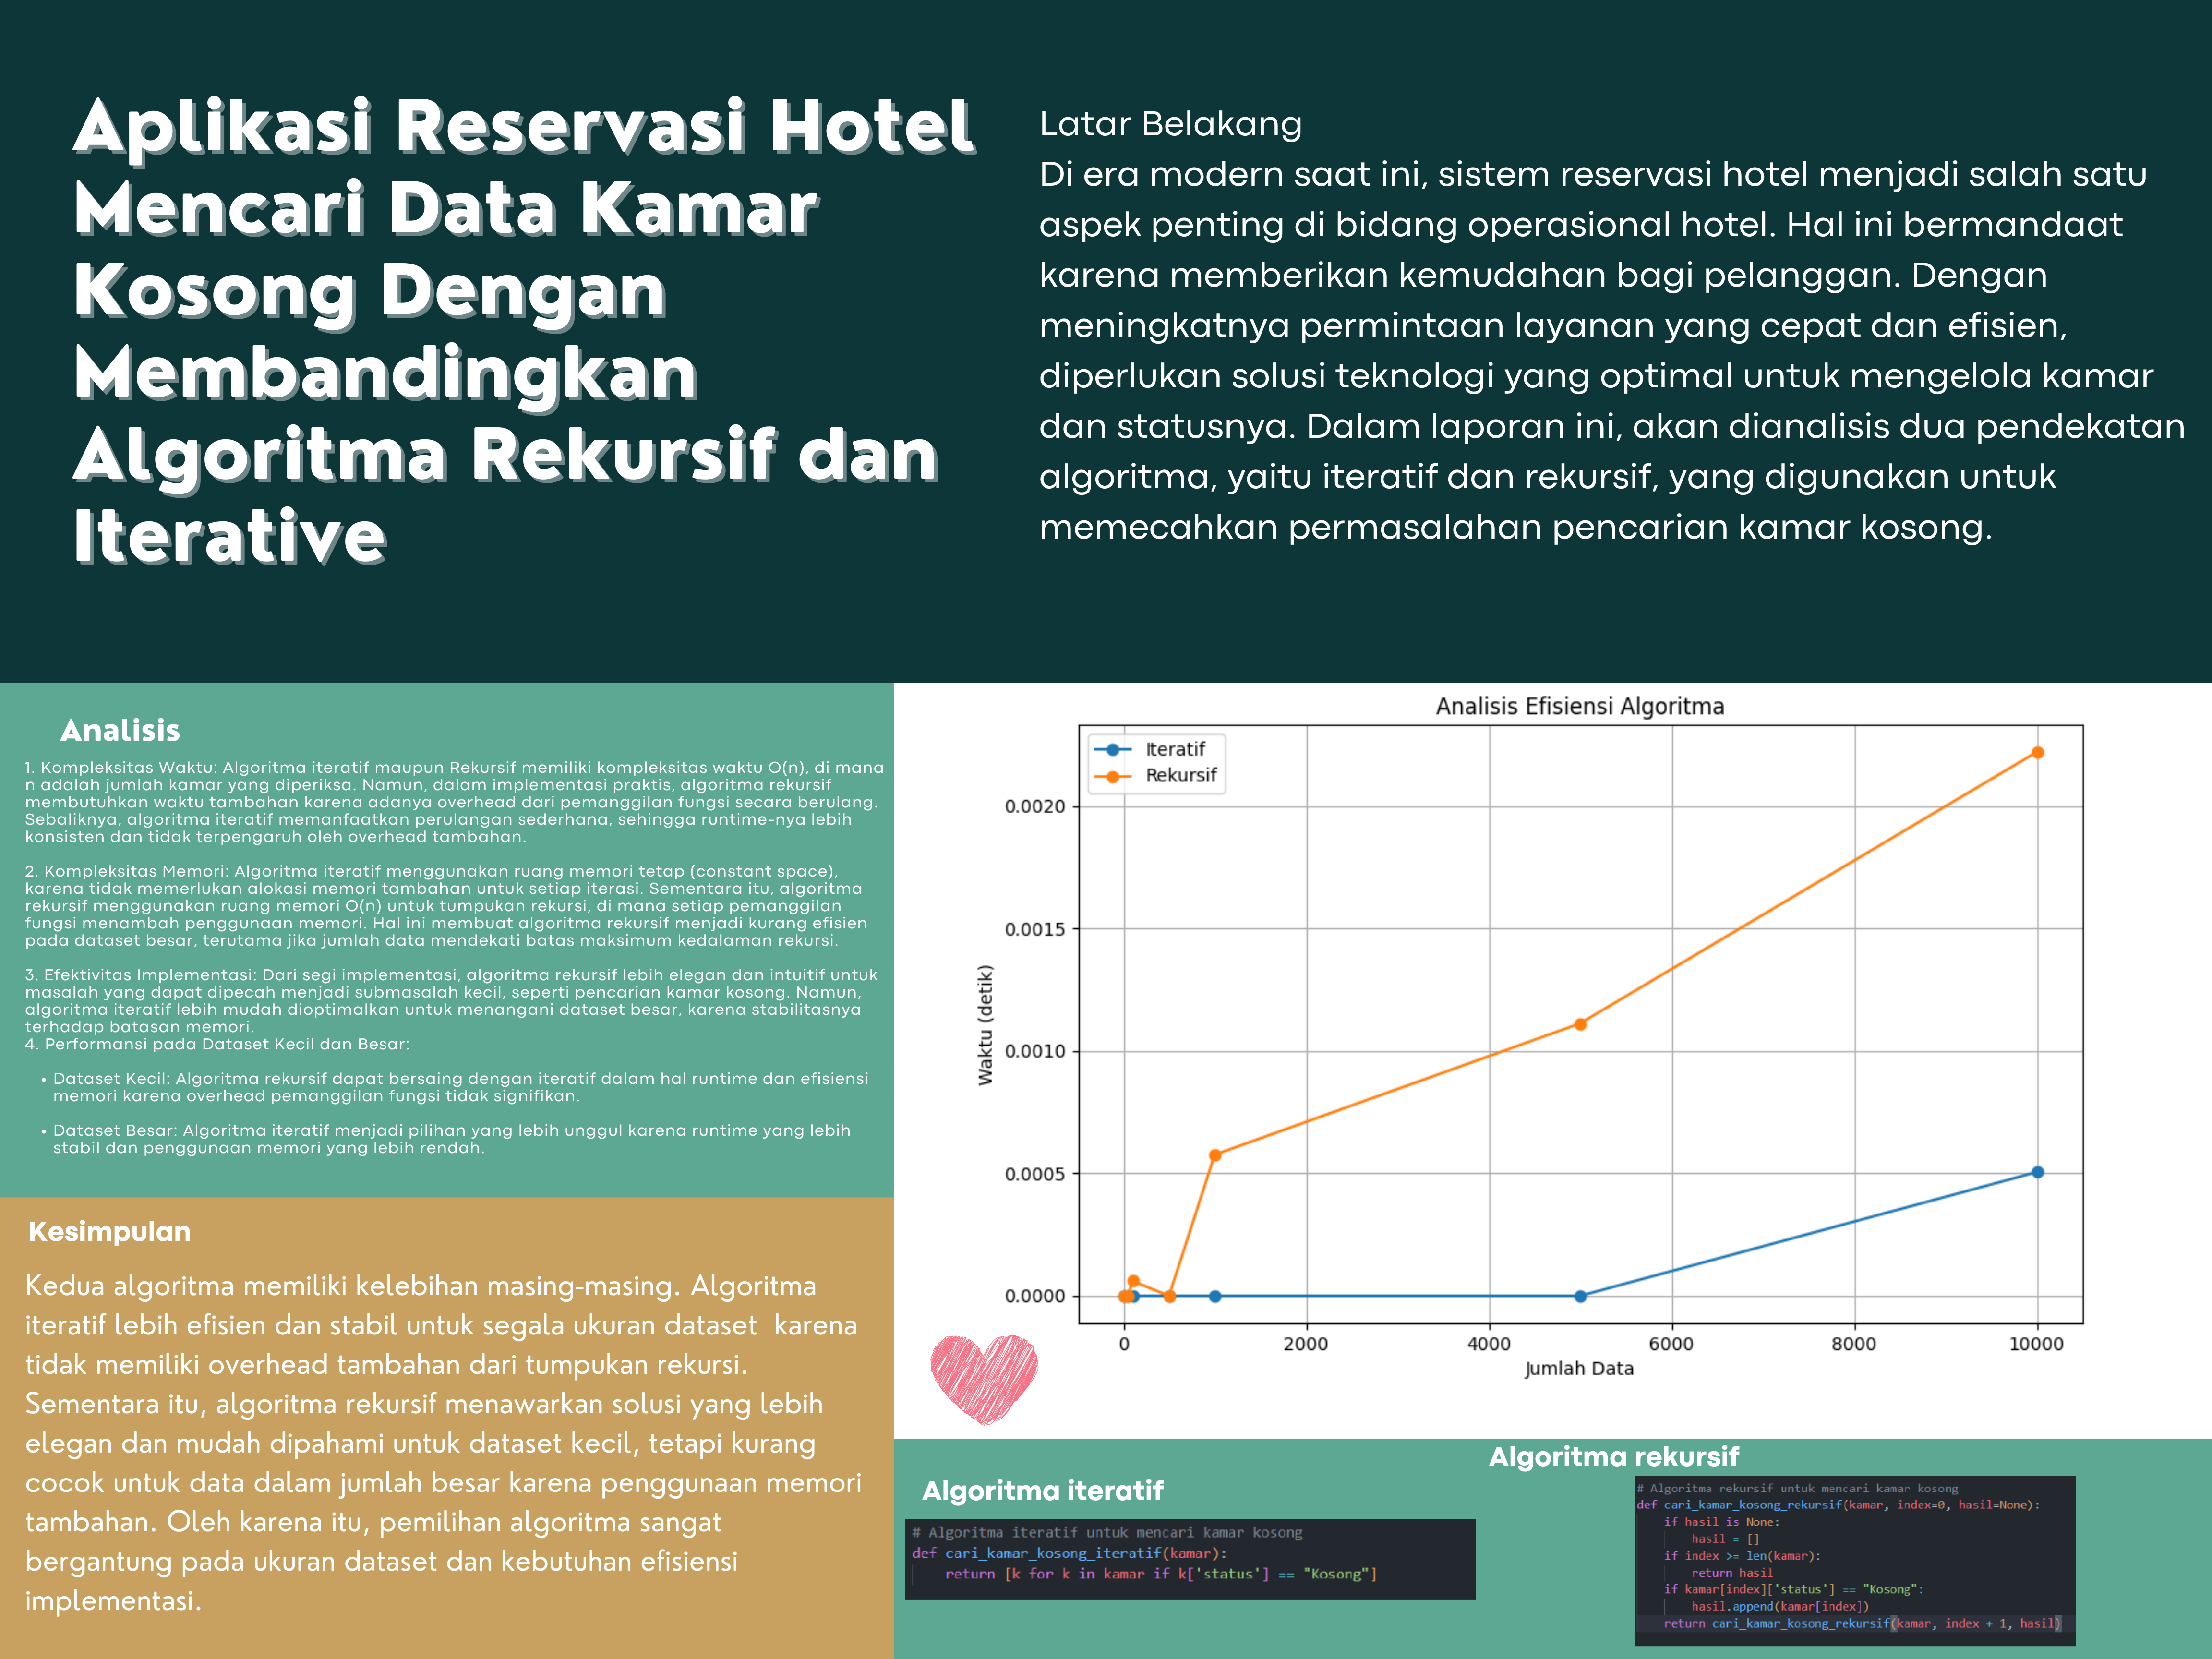 Aplikasi Reservasi Hotel
Mencari Data Kamar
Kosong Dengan
Membandingkan
Algoritma Rekursif dan
Iterative
Latar Belakang
Di era modern saat ini, sistem reservasi hotel menjadi salah satu
aspek penting di bidang operasional hotel. Hal ini bermandaat
karena memberikan kemudahan bagi pelanggan. Dengan
meningkatnya permintaan layanan yang cepat dan efisien,
diperlukan solusi teknologi yang optimal untuk mengelola kamar
dan statusnya. Dalam laporan ini, akan dianalisis dua pendekatan
algoritma, yaitu iteratif dan rekursif, yang digunakan untuk
memecahkan permasalahan pencarian kamar kosong.
Analisis
1. Kompleksitas Waktu: Algoritma iteratif maupun Rekursif memiliki kompleksitas waktu O(n), di mana
n adalah jumlah kamar yang diperiksa. Namun, dalam implementasi praktis, algoritma rekursif
membutuhkan waktu tambahan karena adanya overhead dari pemanggilan fungsi secara berulang.
Sebaliknya, algoritma iteratif memanfaatkan perulangan sederhana, sehingga runtime-nya lebih
konsisten dan tidak terpengaruh oleh overhead tambahan.
2. Kompleksitas Memori: Algoritma iteratif menggunakan ruang memori tetap (constant space),
karena tidak memerlukan alokasi memori tambahan untuk setiap iterasi. Sementara itu, algoritma
rekursif menggunakan ruang memori O(n) untuk tumpukan rekursi, di mana setiap pemanggilan
fungsi menambah penggunaan memori. Hal ini membuat algoritma rekursif menjadi kurang efisien
pada dataset besar, terutama jika jumlah data mendekati batas maksimum kedalaman rekursi.
3. Efektivitas Implementasi: Dari segi implementasi, algoritma rekursif lebih elegan dan intuitif untuk
masalah yang dapat dipecah menjadi submasalah kecil, seperti pencarian kamar kosong. Namun,
algoritma iteratif lebih mudah dioptimalkan untuk menangani dataset besar, karena stabilitasnya
terhadap batasan memori.
4. Performansi pada Dataset Kecil dan Besar:
• Dataset Kecil: Algoritma rekursif dapat bersaing dengan iteratif dalam hal runtime dan efisiensi
memori karena overhead pemanggilan fungsi tidak signifikan.
• Dataset Besar: Algoritma iteratif menjadi pilihan yang lebih unggul karena runtime yang lebih
stabil dan penggunaan memori yang lebih rendah.
Kesimpulan
Kedua algoritma memiliki kelebihan masing-masing. Algoritma
iteratif lebih efisien dan stabil untuk segala ukuran dataset  karena
tidak memiliki overhead tambahan dari tumpukan rekursi.
Sementara itu, algoritma rekursif menawarkan solusi yang lebih
elegan dan mudah dipahami untuk dataset kecil, tetapi kurang
cocok untuk data dalam jumlah besar karena penggunaan memori
tambahan. Oleh karena itu, pemilihan algoritma sangat
bergantung pada ukuran dataset dan kebutuhan efisiensi
implementasi.
Analisis Efisiensi Algoritma
Iteratif
Rekursif
Waktu (detik)
0.0020
0.0015
0.0010
0.0005
0.0000
0 2000 4000 6000 8000 10000
Jumlah Data
Algoritma iteratif
# Algoritma iteratif untuk mencari kamar kosong
def cari_kamar_kosong_iteratif(kamar):
    return [k for k in kamar if k['status'] == "Kosong"]
Algoritma rekursif
# Algoritma rekursif untuk mencari kamar kosong
def cari_kamar_kosong_rekursif(kamar, index=0, hasil=None):
    if hasil is None:
        hasil = []
    if index >= len(kamar):
        return hasil
    if kamar[index]['status'] == "Kosong":
        hasil.append(kamar[index])
    return cari_kamar_kosong_rekursif(kamar, index + 1, hasil)